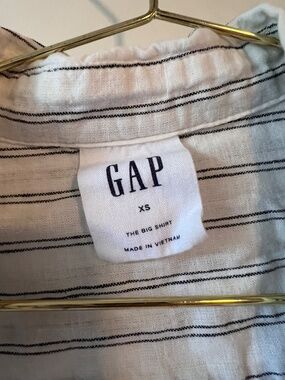 GAP
XS
THE BIG SHIRT
MADE IN VIETNAM